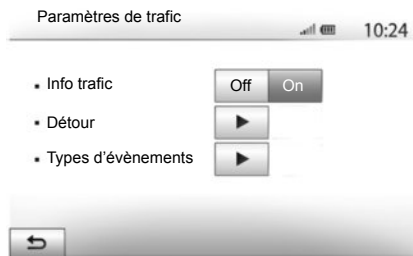 Paramètres de trafic
10:24
Info trafic
Off On
Détour
Types d'évènements